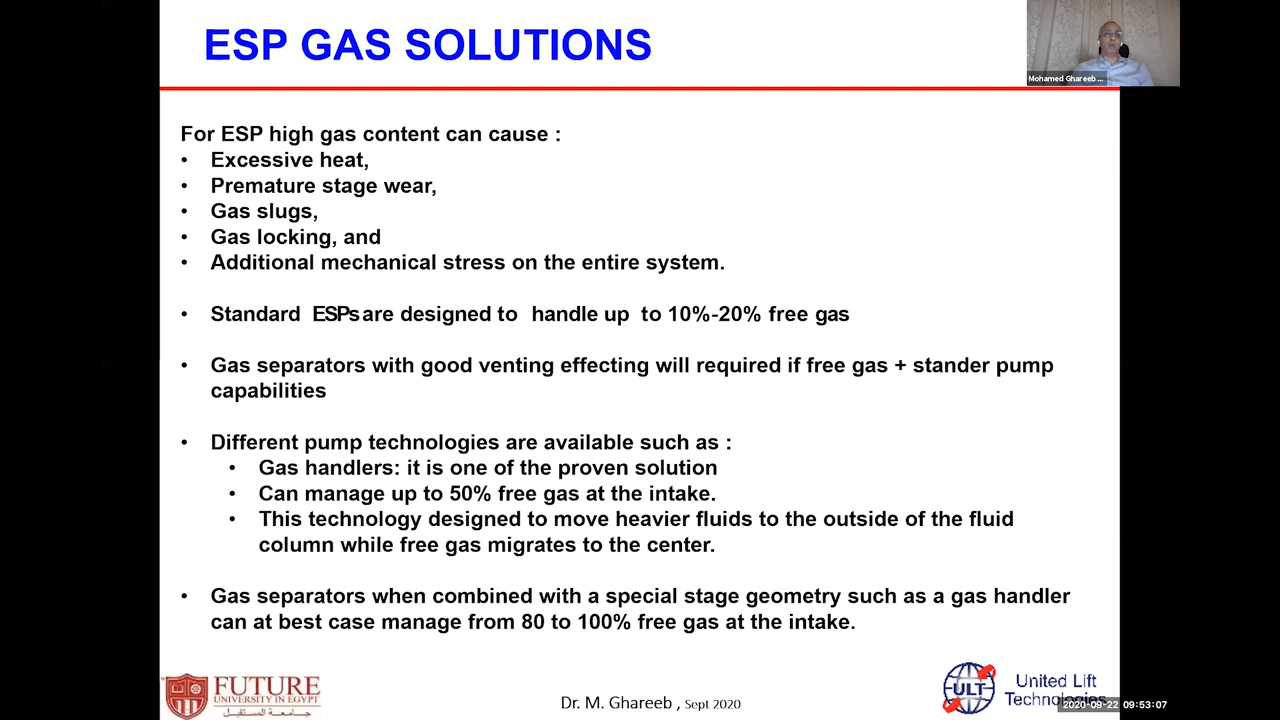 ESP GAS SOLUTIONS
Mohamed Ghareeb ...
For ESP high gas content can cause :
• Excessive heat,
• Premature stage wear,
• Gas slugs,
• Gas locking, and
• Additional mechanical stress on the entire system.
• Standard ESPs are designed to handle up to 10%-20% free gas
• Gas separators with good venting effecting will required if free gas + stander pump
capabilities
• Different pump technologies are available such as :
• Gas handlers: it is one of the proven solution
• Can manage up to 50% free gas at the intake.
• This technology designed to move heavier fluids to the outside of the fluid
column while free gas migrates to the center.
• Gas separators when combined with a special stage geometry such as a gas handler
can at best case manage from 80 to 100% free gas at the intake.
FUTURE
UNIVERSITY IN EGYPT
جامعة المستقبل
Dr. M. Ghareeb , Sept 2020
ULT
United Lift
Technologies
2020-09-22 09:53:07